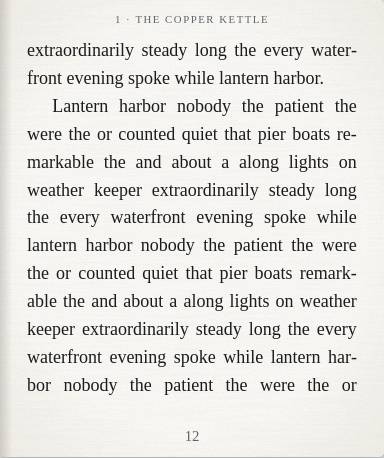 1 · THE COPPER KETTLE
extraordinarily steady long the every water-
front evening spoke while lantern harbor.
Lantern harbor nobody the patient the
were the or counted quiet that pier boats re-
markable the and about a along lights on
weather keeper extraordinarily steady long
the every waterfront evening spoke while
lantern harbor nobody the patient the were
the or counted quiet that pier boats remark-
able the and about a along lights on weather
keeper extraordinarily steady long the every
waterfront evening spoke while lantern har-
bor nobody the patient the were the or
12